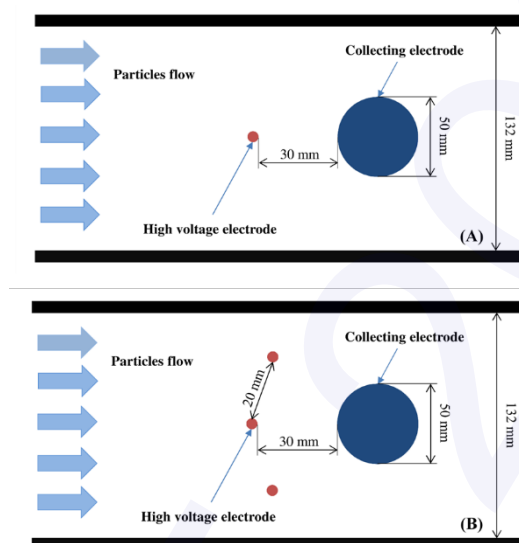 Collecting electrode
Particles flow
30 mm
50 mm
132 mm
High voltage electrode
(A)
Collecting electrode
Particles flow
20 mm
30 mm
50 mm
132 mm
High voltage electrode
(B)